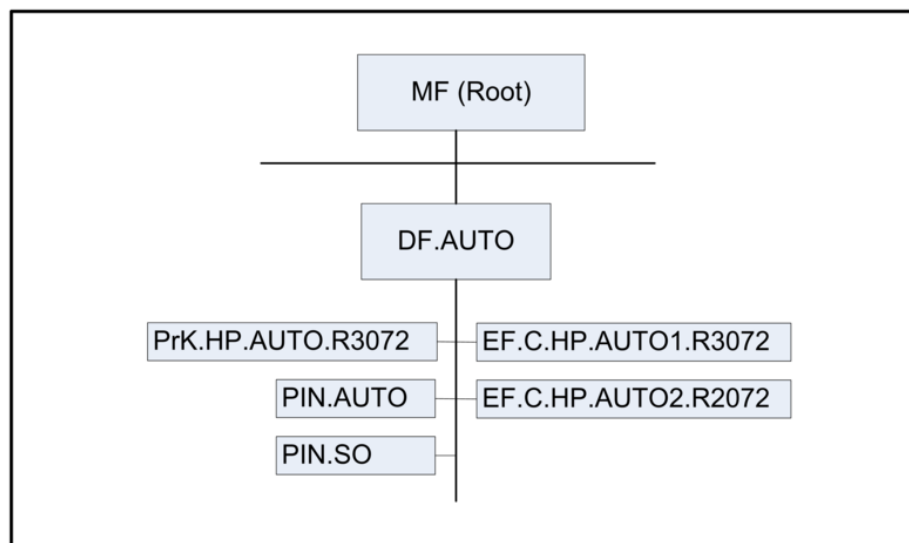 MF (Root)
DF.AUTO
PrK.HP.AUTO.R3072
EF.C.HP.AUTO1.R3072
PIN.AUTO
EF.C.HP.AUTO2.R2072
PIN.SO